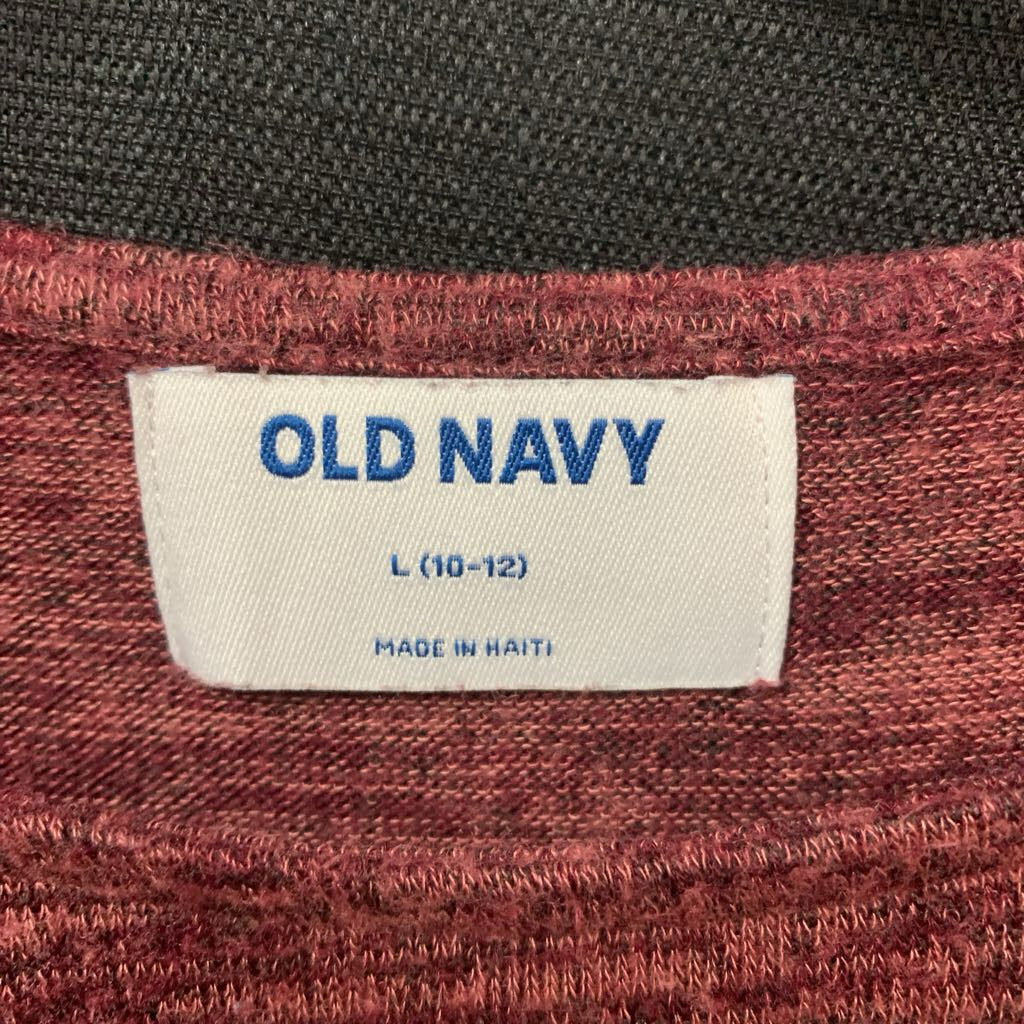 OLD NAVY
L (10-12)
MADE IN HAITI